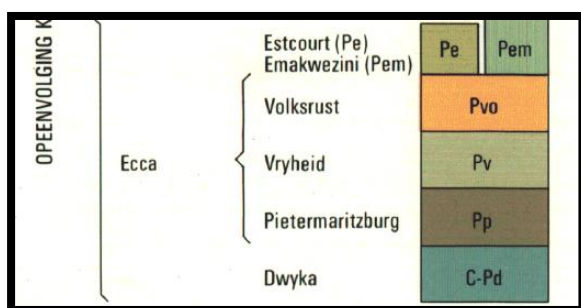 OPEENVOLGING K
Estcourt (Pe)
Emakwezini (Pem)
Pe
Pem
Volksrust
Pvo
Ecca
Vryheid
Pv
Pietermaritzburg
Pp
Dwyka
C-Pd